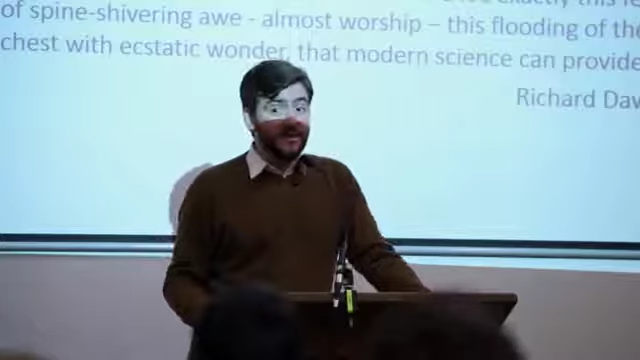 of spine-shivering awe - almost worship – this flooding of the
chest with ecstatic wonder, that modern science can provide
Richard Daw